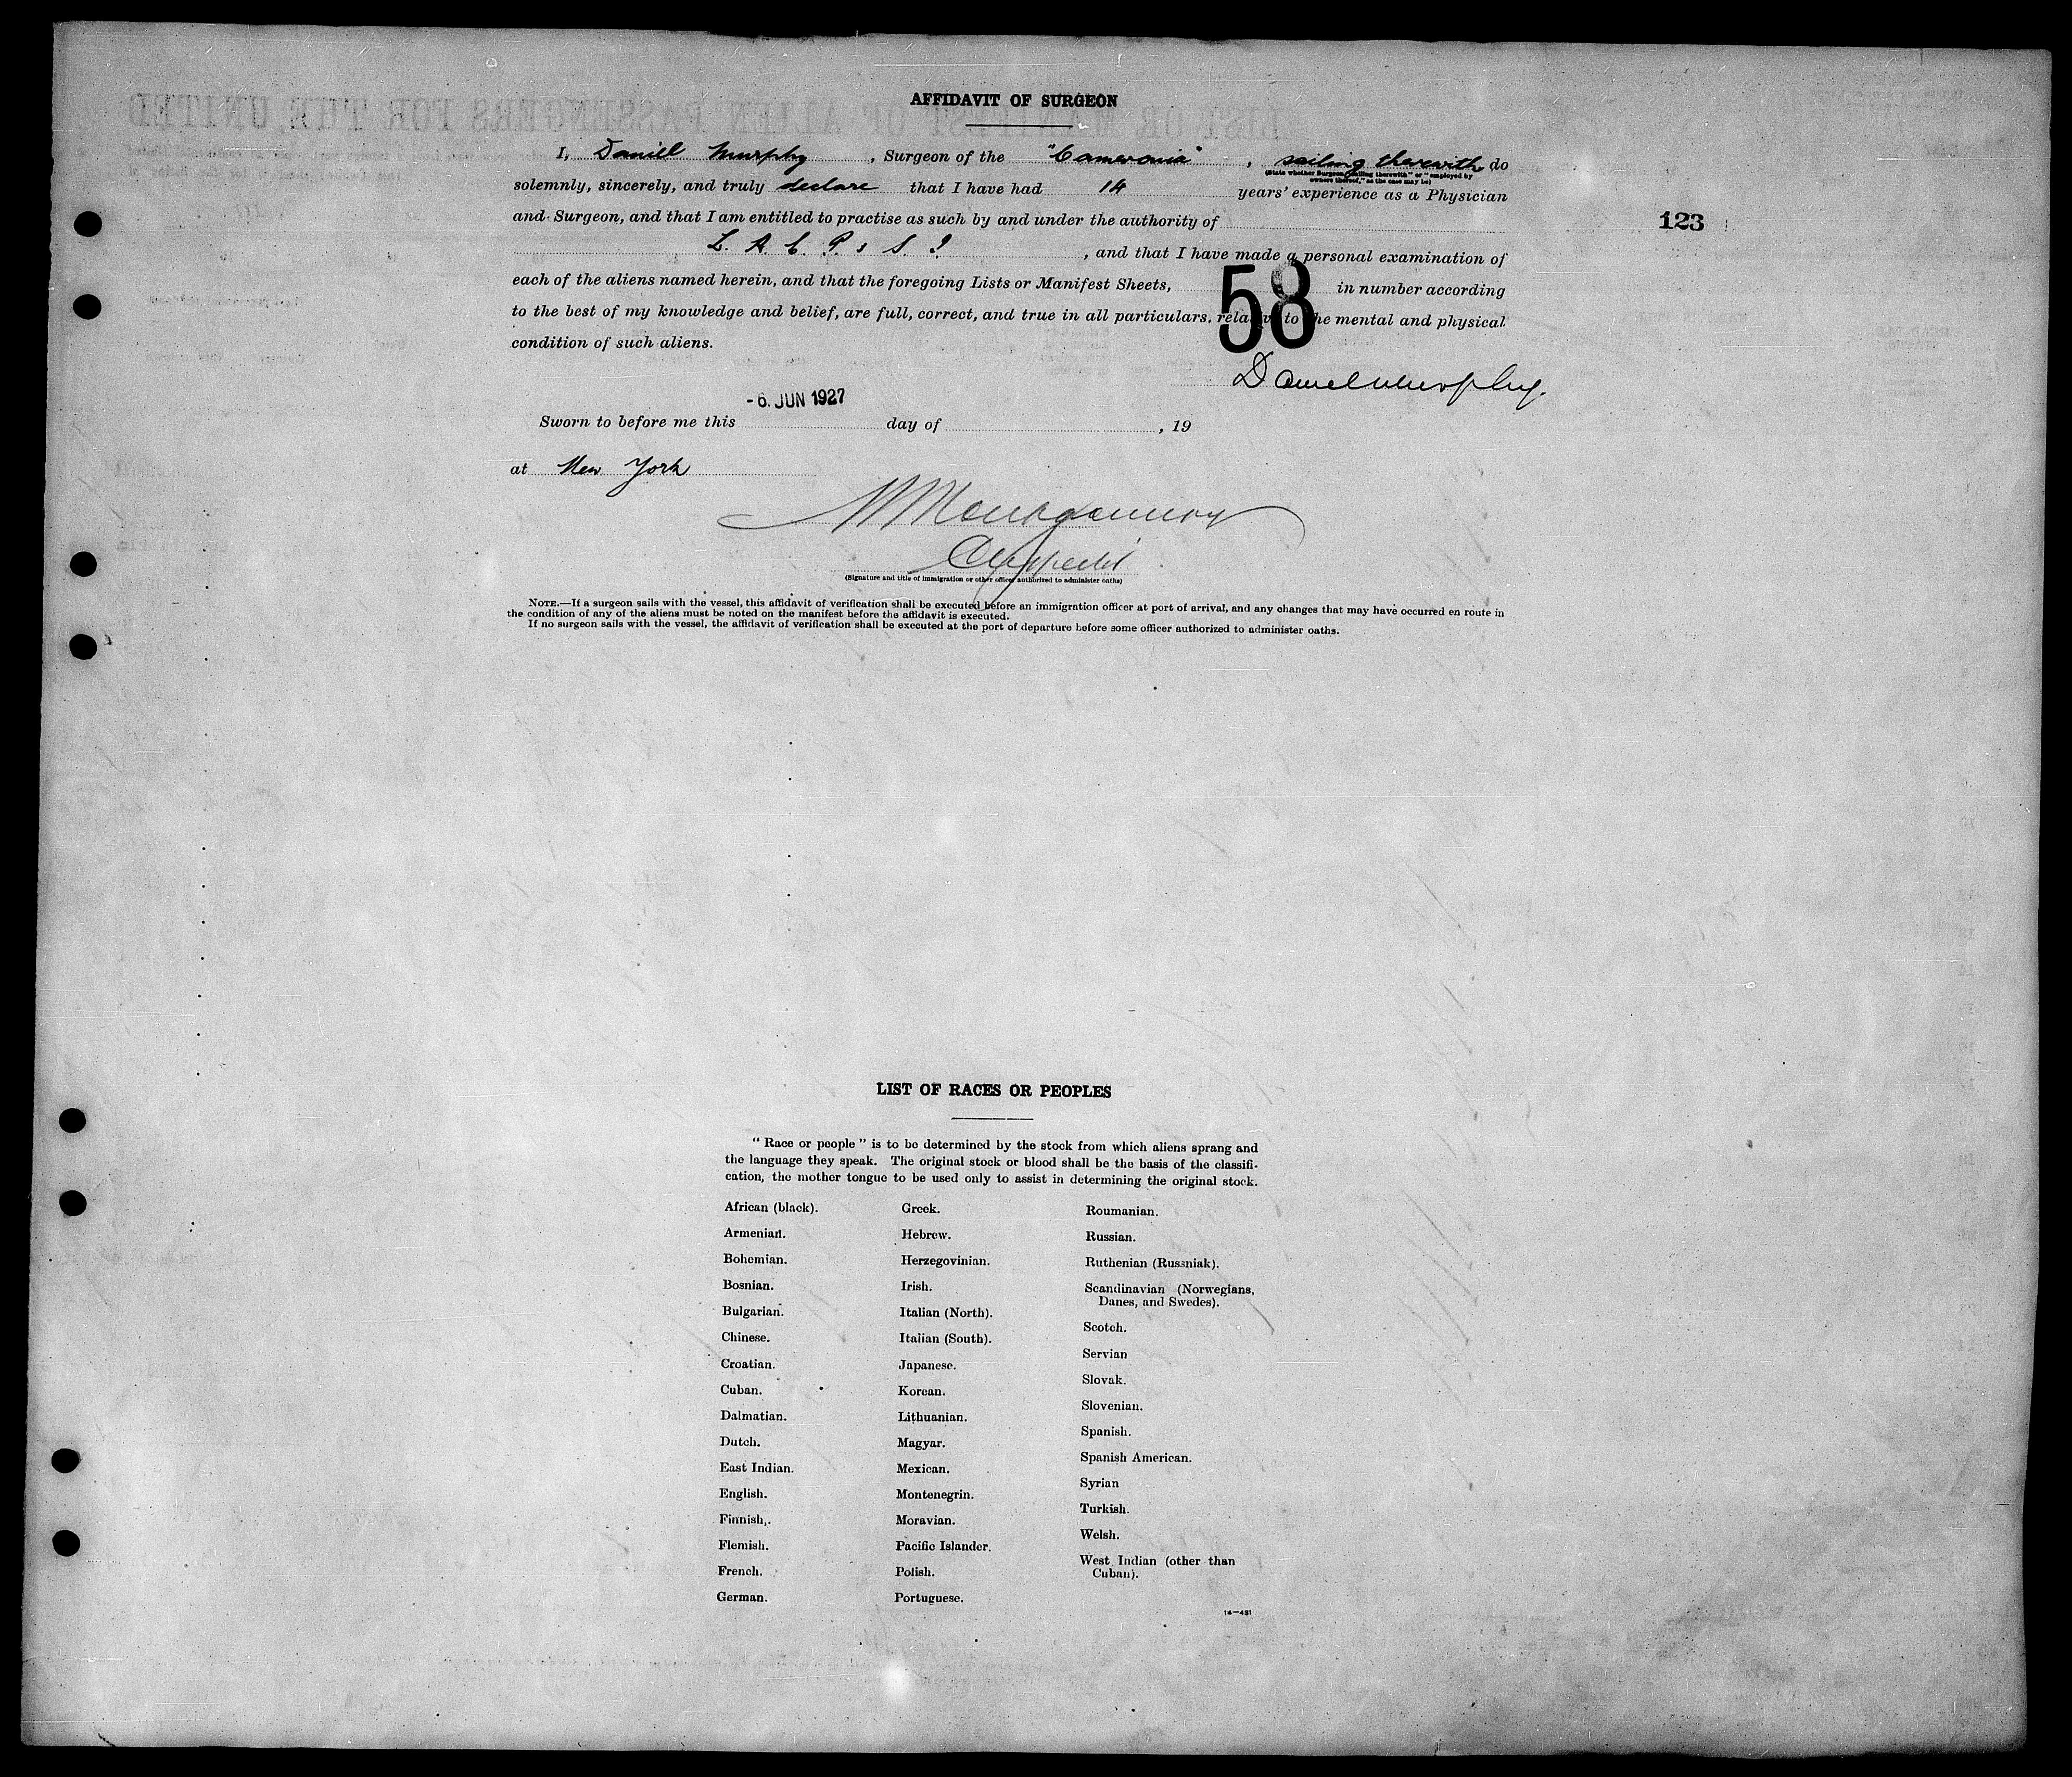 AFFIDAVIT OF SURGEON
I, Daniel Murphy, Surgeon of the "Cameronia", sailing therewith do
(State whether Surgeon "sailing therewith" or "employed by
owners thereof," as the case may be)
solemnly, sincerely, and truly declare that I have had 14 years' experience as a Physician
and Surgeon, and that I am entitled to practise as such by and under the authority of
123
, and that I have made a personal examination of
each of the aliens named herein, and that the foregoing Lists or Manifest Sheets, 58 in number according
to the best of my knowledge and belief, are full, correct, and true in all particulars, relative to the mental and physical
condition of such aliens.
Daniel Murphy.
- 6. JUN 1927
Sworn to before me this day of , 19
at New York
Montgomery
(Signature and title of immigration or other officer authorized to administer oaths)
NOTE.—If a surgeon sails with the vessel, this affidavit of verification shall be executed before an immigration officer at port of arrival, and any changes that may have occurred en route in
the condition of any of the aliens must be noted on the manifest before the affidavit is executed.
If no surgeon sails with the vessel, the affidavit of verification shall be executed at the port of departure before some officer authorized to administer oaths.
LIST OF RACES OR PEOPLES
"Race or people" is to be determined by the stock from which aliens sprang and
the language they speak. The original stock or blood shall be the basis of the classifi-
cation, the mother tongue to be used only to assist in determining the original stock.
African (black).
Armenian.
Bohemian.
Bosnian.
Bulgarian.
Chinese.
Croatian.
Cuban.
Dalmatian.
Dutch.
East Indian.
English.
Finnish,.
Flemish.
French.
German.
Greek.
Hebrew.
Herzegovinian.
Irish.
Italian (North).
Italian (South).
Japanese.
Korean.
Lithuanian.
Magyar.
Mexican.
Montenegrin.
Moravian.
Pacific Islander.
Polish.
Portuguese.
Roumanian.
Russian.
Ruthenian (Russniak).
Scandinavian (Norwegians,
Danes, and Swedes).
Scotch.
Servian
Slovak.
Slovenian.
Spanish.
Spanish American.
Syrian
Turkish.
Welsh.
West Indian (other than
Cuban).
14—431